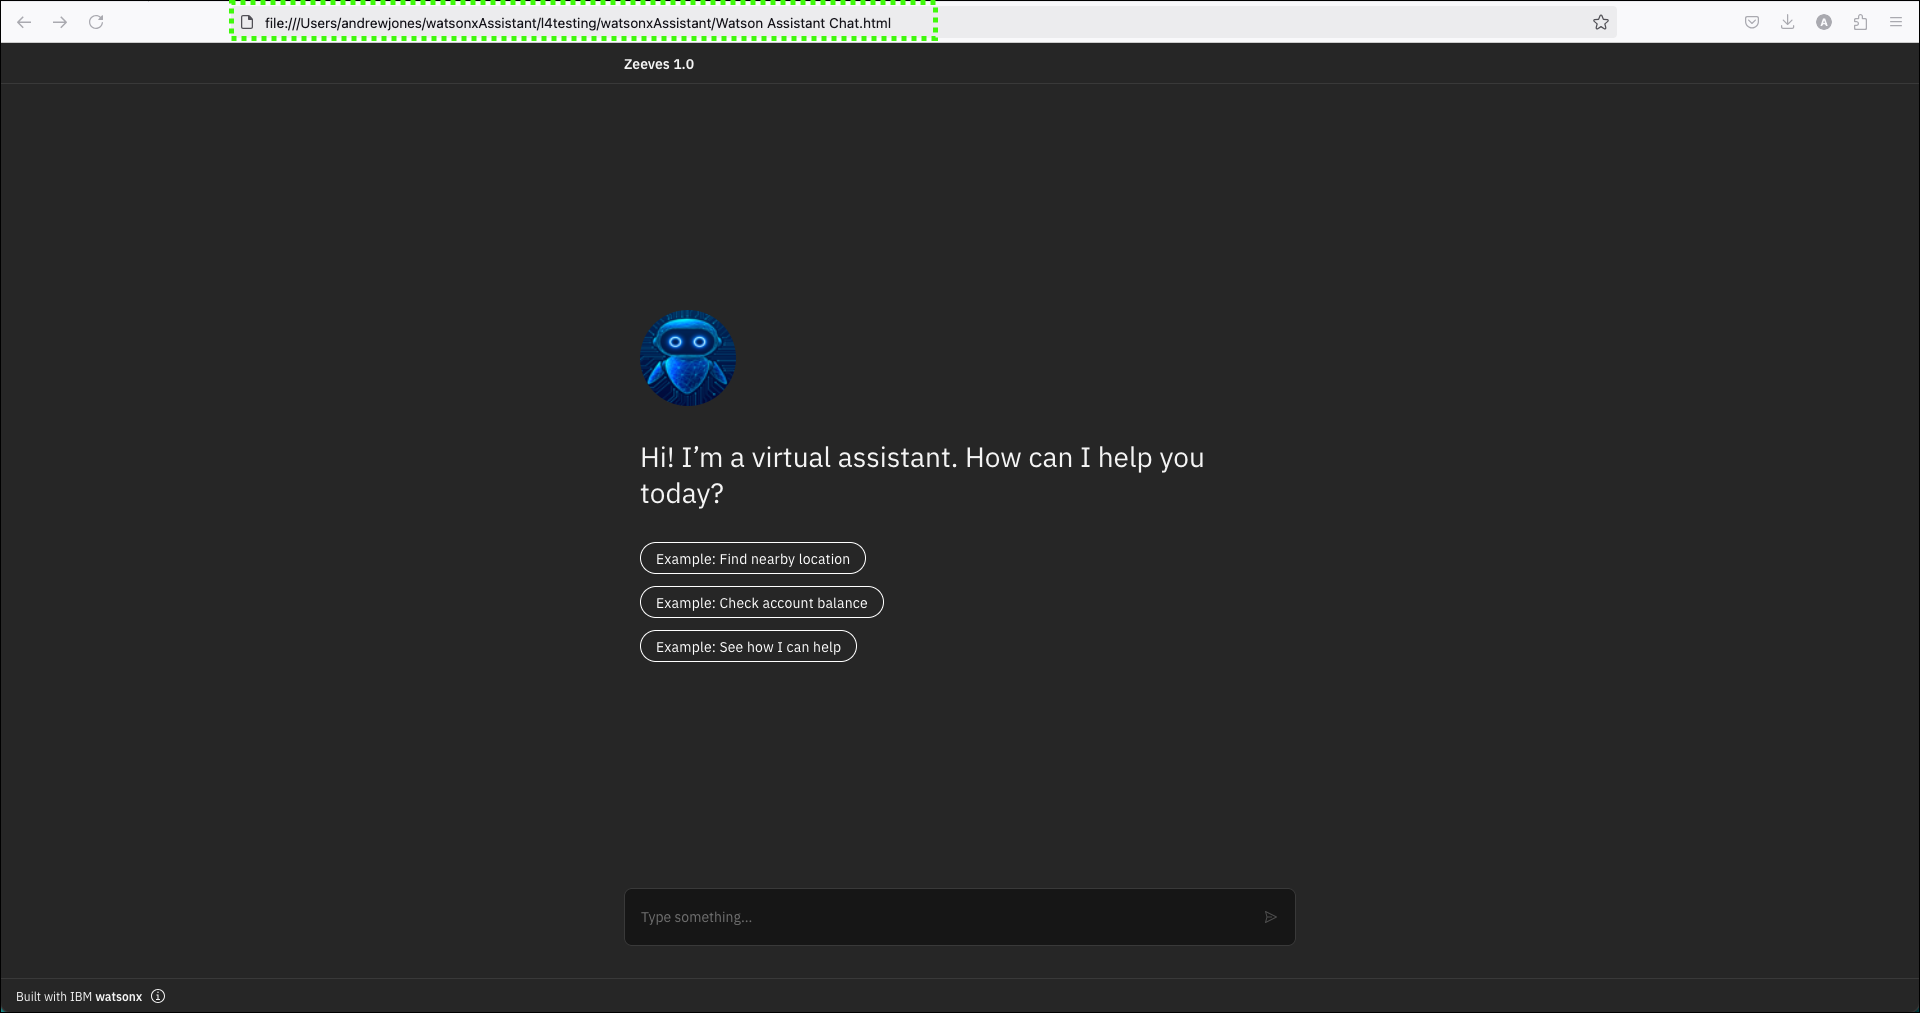 file:///Users/andrewjones/watsonxAssistant/l4testing/watsonxAssistant/Watson Assistant Chat.html
A
Zeeves 1.0
Hi! I’m a virtual assistant. How can I help you
today?
Example: Find nearby location
Example: Check account balance
Example: See how I can help
Type something...
Built with IBM watsonx